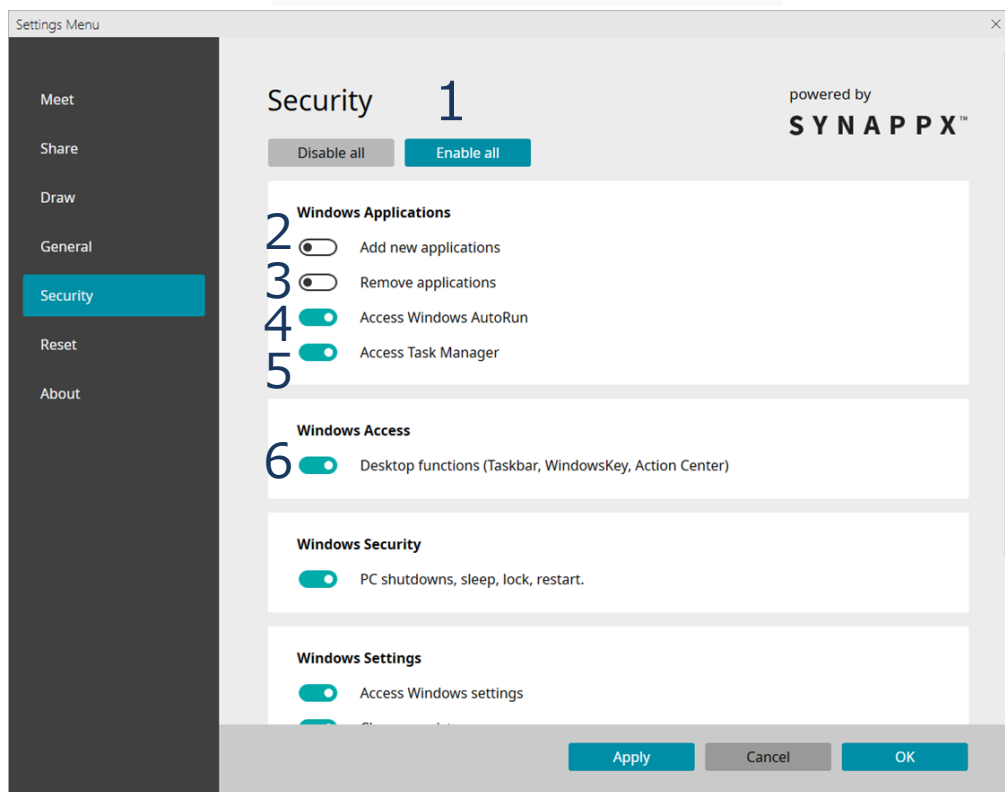 Settings Menu
Meet
Share
Draw
General
Security
Reset
About
Security
1
powered by
SYNAPPX™
Disable all
Enable all
Windows Applications
2
Add new applications
3
Remove applications
4
Access Windows AutoRun
5
Access Task Manager
Windows Access
6
Desktop functions (Taskbar, WindowsKey, Action Center)
Windows Security
PC shutdowns, sleep, lock, restart.
Windows Settings
Access Windows settings
Apply
Cancel
OK